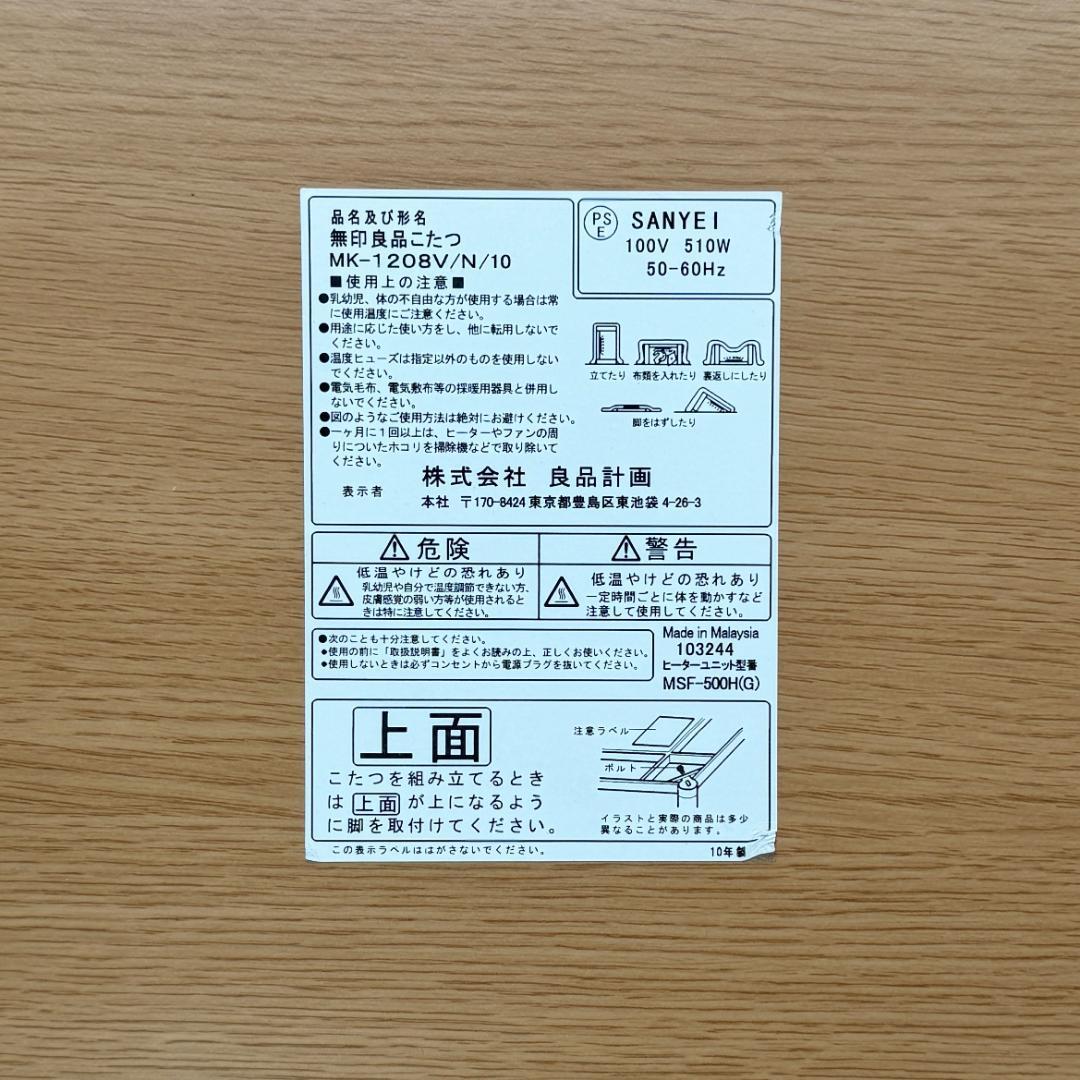 品名及び形名
無印良品こたつ
MK-1208V/N/10
■使用上の注意■
●乳幼児、体の不自由な方が使用する場合は常
に使用温度にご注意ください。
●用途に応じた使い方をし、他に転用しないで
ください。
●温度ヒューズは指定以外のものを使用しない
でください。
●電気毛布、電気敷布等の採暖用器具と併用し
ないでください。
●図のようなご使用方法は絶対にお避けください。
●一ヶ月に1回以上は、ヒーターやファンの周
りについたホコリを掃除機などで取り除いて
ください。
PS
E
SANYEI
100V 510W
50-60Hz
立てたり 布類を入れたり 裏返しにしたり
脚をはずしたり
表示者
株式会社 良品計画
本社 〒170-8424東京都豊島区東池袋4-26-3
危険
低温やけどの恐れあり
乳幼児や自分で温度調節できない方、
皮膚感覚の弱い方等が使用されると
きは特に注意してください。
警告
低温やけどの恐れあり
一定時間ごとに体を動かすなど
注意して使用してください。
●次のことも十分注意してください。
●使用の前に「取扱説明書」をよくお読みの上、正しくお使いください。
●使用しないときは必ずコンセントから電源プラグを抜いてください。
Made in Malaysia
103244
ヒーターユニット型番
MSF-500H(G)
上面
こたつを組み立てるとき
は上面が上になるよう
に脚を取付けてください。
注意ラベル
ボルト
イラストと実際の商品は多少
異なることがあります。
この表示ラベルははがさないでください。
10年製